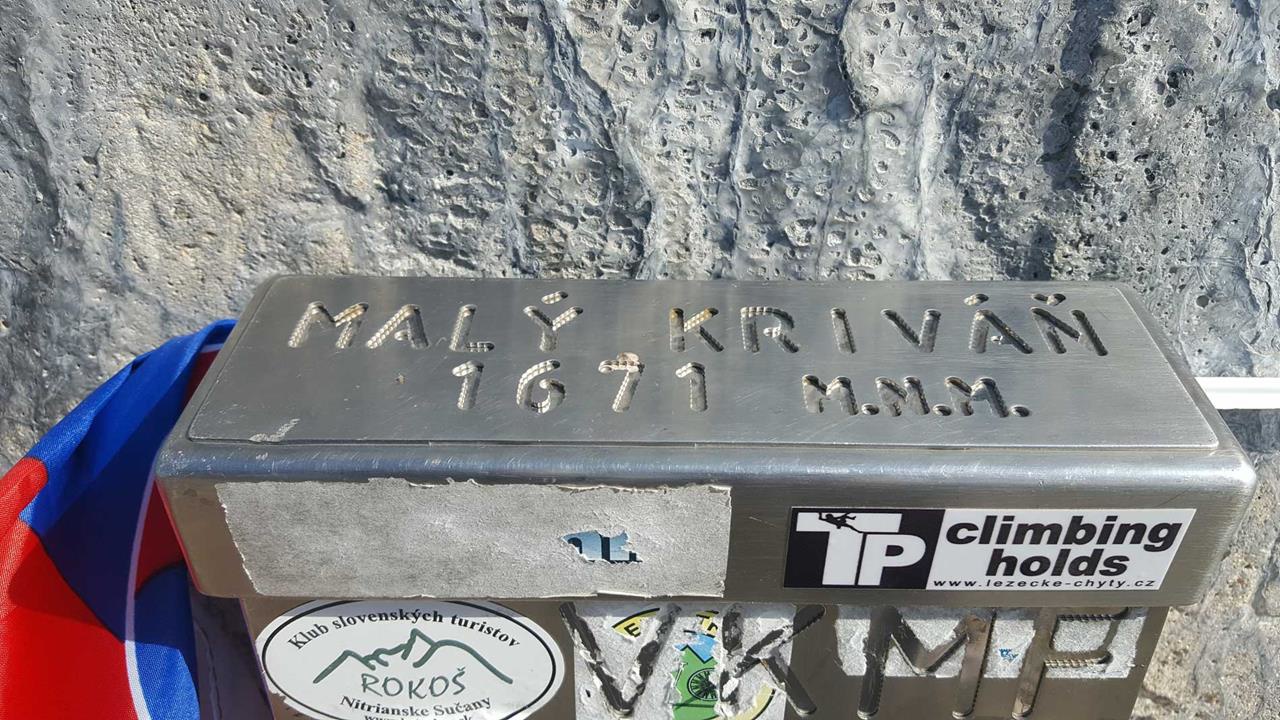 MALÝ KRIVÁŇ
1671 M.N.M.
TP climbing
holds
www.lezecke-chyty.cz
Klub slovenských turistov
ROKOŠ
Nitrianske Sučany
VKMP